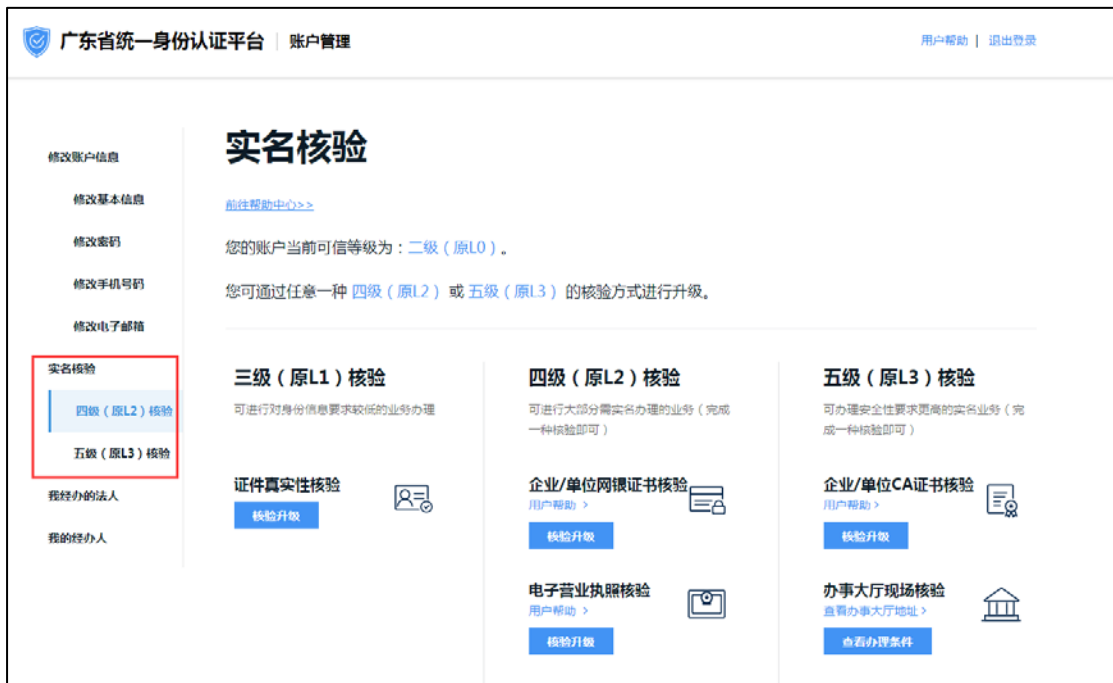 广东省统一身份认证平台 账户管理
用户帮助 | 退出登录
修改账户信息
修改基本信息
修改密码
修改手机号码
修改电子邮箱
实名核验
四级（原L2）核验
五级（原L3）核验
我经办的法人
我的经办人
实名核验
前往帮助中心>>
您的账户当前可信等级为：二级（原L0）。
您可通过任意一种 四级（原L2）或 五级（原L3）的核验方式进行升级。
三级（原L1）核验
可进行对身份信息要求较低的业务办理
证件真实性核验
核验升级
四级（原L2）核验
可进行大部分需实名办理的业务（完成
一种核验即可）
企业/单位网银证书核验
用户帮助 >
核验升级
电子营业执照核验
用户帮助 >
核验升级
五级（原L3）核验
可办理安全性要求更高的实名业务（完
成一种核验即可）
企业/单位CA证书核验
用户帮助 >
核验升级
办事大厅现场核验
查看办事大厅地址 >
查看办理条件